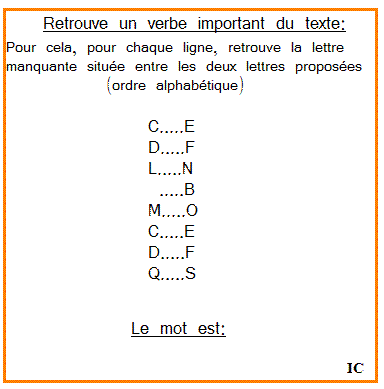 Retrouve un verbe important du texte:
Pour cela, pour chaque ligne, retrouve la lettre
manquante située entre les deux lettres proposées
(ordre alphabétique)
C.....E
D.....F
L.....N
.....B
M.....O
C.....E
D.....F
Q.....S
Le mot est:
IC